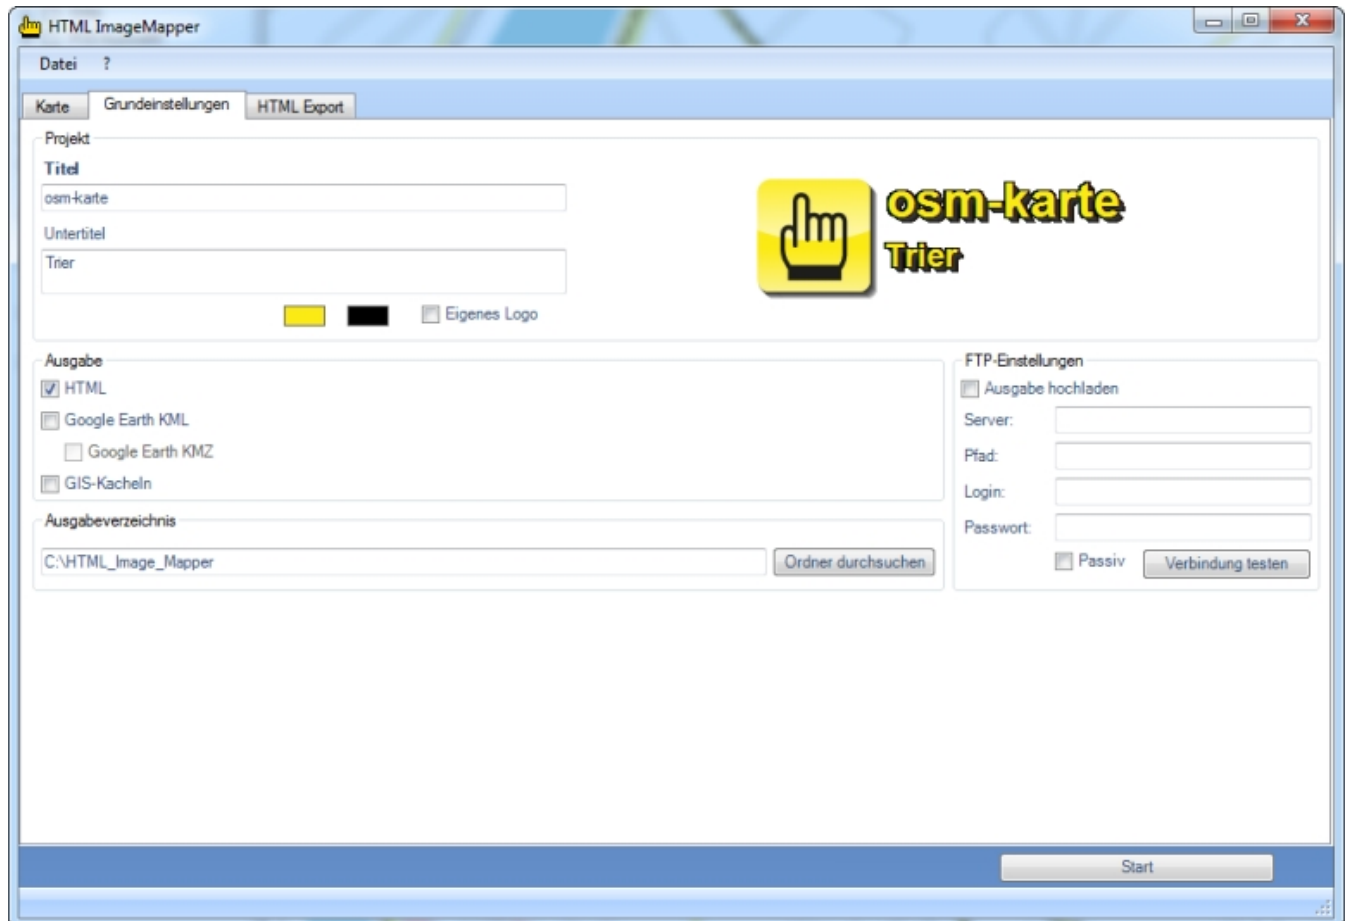 HTML ImageMapper
Datei ?
Karte Grundeinstellungen HTML Export
Projekt
Titel
osm-karte
Untertitel
Trier
Eigenes Logo
osm-karte
Trier
Ausgabe
HTML
Google Earth KML
Google Earth KMZ
GIS-Kacheln
Ausgabeverzeichnis
C:\HTML_Image_Mapper Ordner durchsuchen
FTP-Einstellungen
Ausgabe hochladen
Server:
Pfad:
Login:
Passwort:
Passiv Verbindung testen
Start